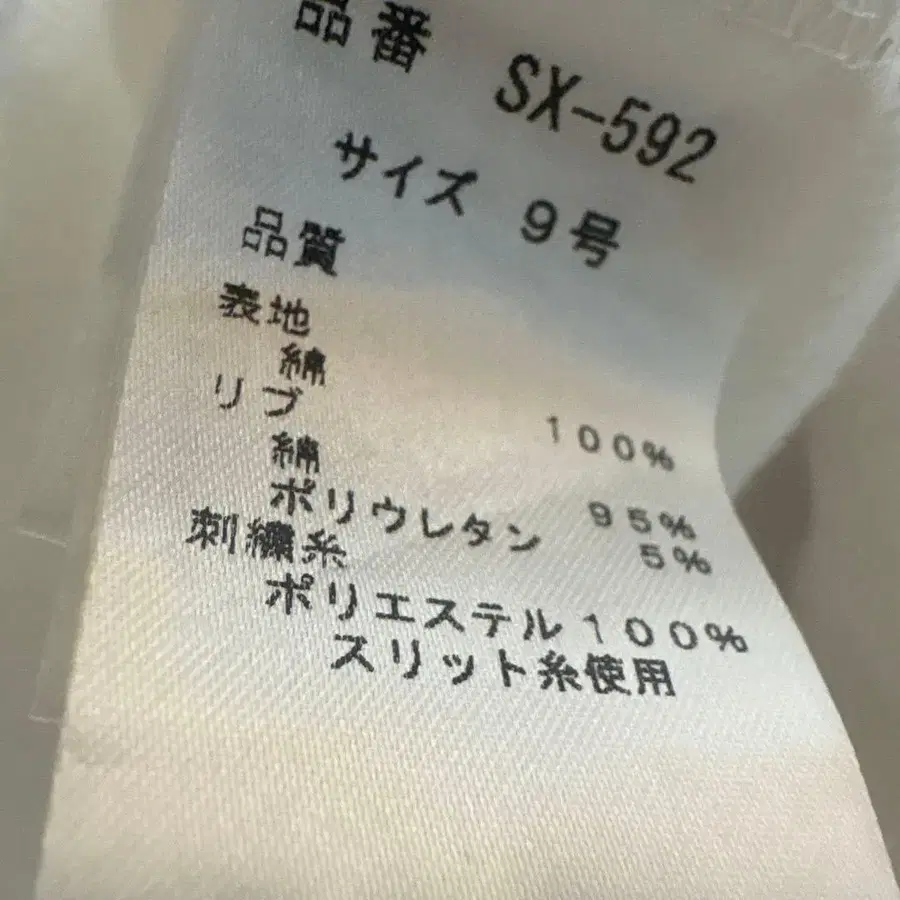 品番 SX-592
サイズ 9号
品質
表地
綿 100%
リブ
綿 95%
ポリウレタン 5%
刺繍糸
ポリエステル100%
スリット糸使用